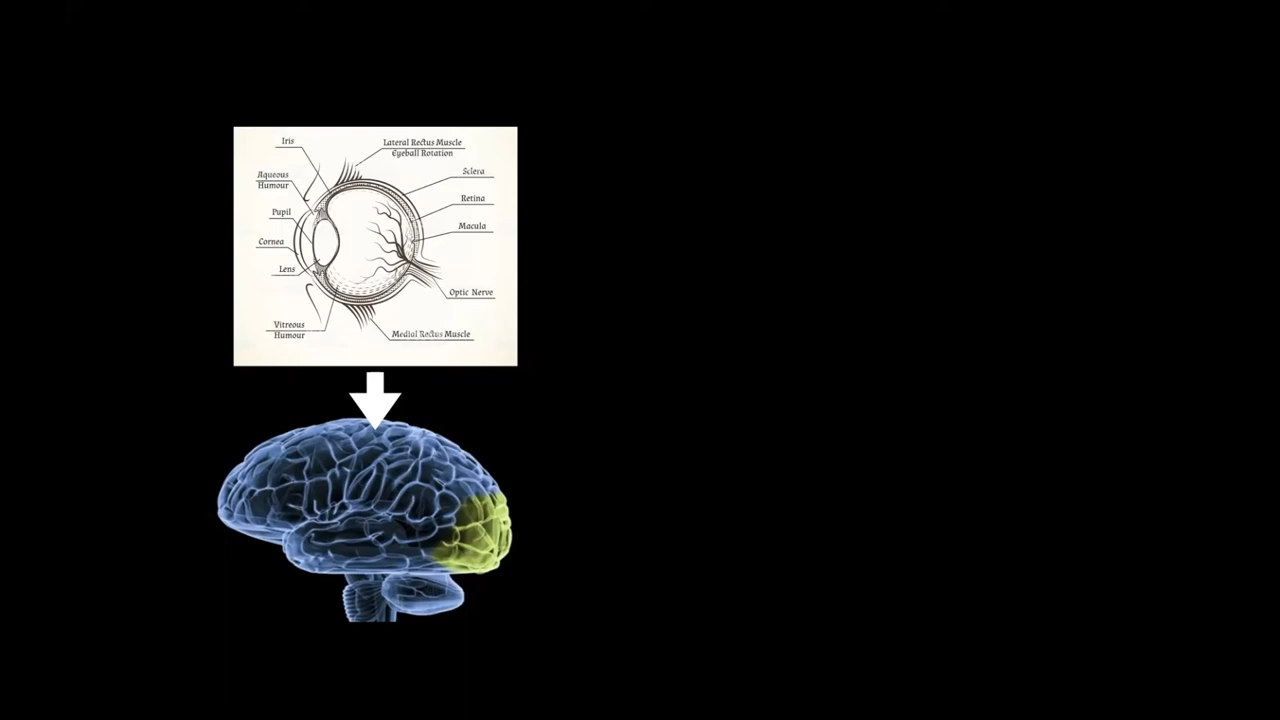 Iris
Lateral Rectus Muscle
Eyeball Rotation
Aqueous
Humour
Sclera
Retina
Pupil
Macula
Cornea
Lens
Optic Nerve
Vitreous
Humour
Medial Rectus Muscle